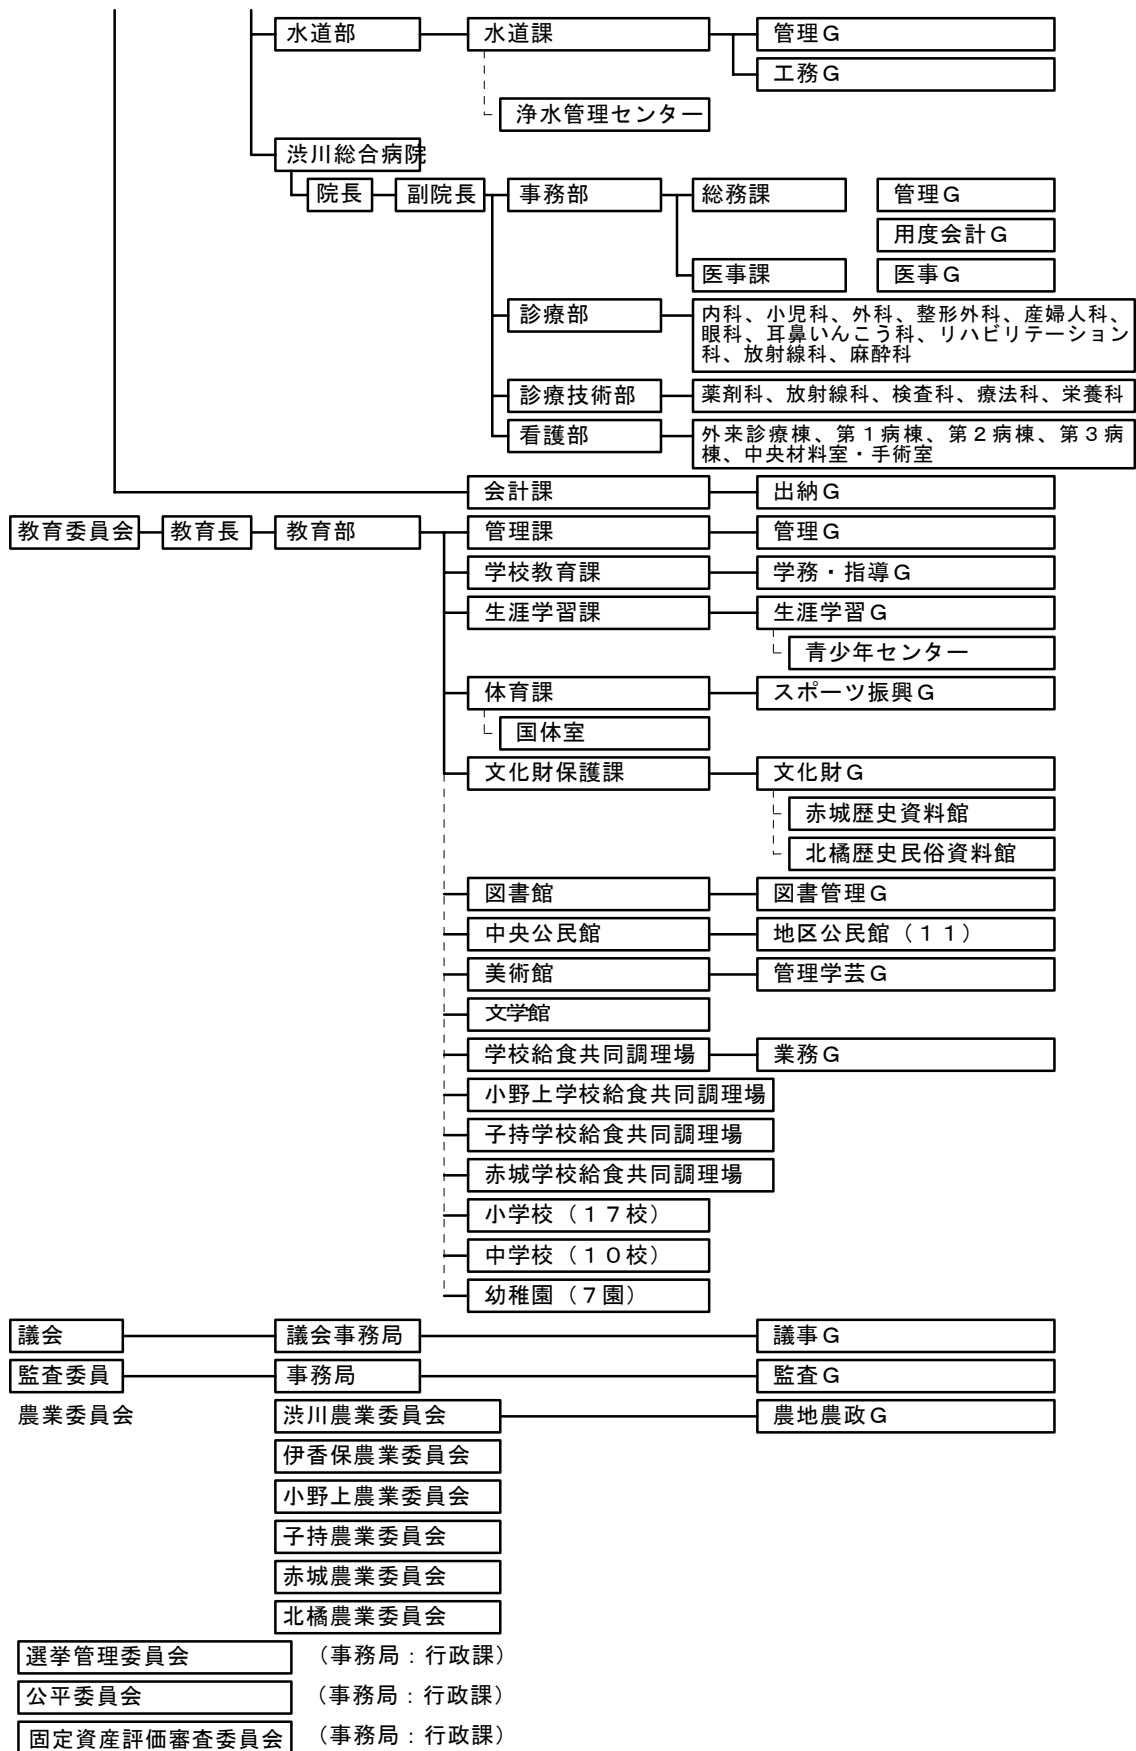 水道部 水道課 管理G
工務G
浄水管理センター
渋川総合病院
院長 副院長 事務部 総務課 管理G
用度会計G
医事課 医事G
診療部 内科、小児科、外科、整形外科、産婦人科、
眼科、耳鼻いんこう科、リハビリテーション
科、放射線科、麻酔科
診療技術部 薬剤科、放射線科、検査科、療法科、栄養科
看護部 外来診療棟、第1病棟、第2病棟、第3病
棟、中央材料室・手術室
会計課 出納G
教育委員会 教育長 教育部 管理課 管理G
学校教育課 学務・指導G
生涯学習課 生涯学習G
青少年センター
体育課 スポーツ振興G
国体室
文化財保護課 文化財G
赤城歴史資料館
北橘歴史民俗資料館
図書館 図書管理G
中央公民館 地区公民館（11）
美術館 管理学芸G
文学館
学校給食共同調理場 業務G
小野上学校給食共同調理場
子持学校給食共同調理場
赤城学校給食共同調理場
小学校（17校）
中学校（10校）
幼稚園（7園）
議会 議会事務局 議事G
監査委員 事務局 監査G
農業委員会 渋川農業委員会 農地農政G
伊香保農業委員会
小野上農業委員会
子持農業委員会
赤城農業委員会
北橘農業委員会
選挙管理委員会 （事務局：行政課）
公平委員会 （事務局：行政課）
固定資産評価審査委員会 （事務局：行政課）